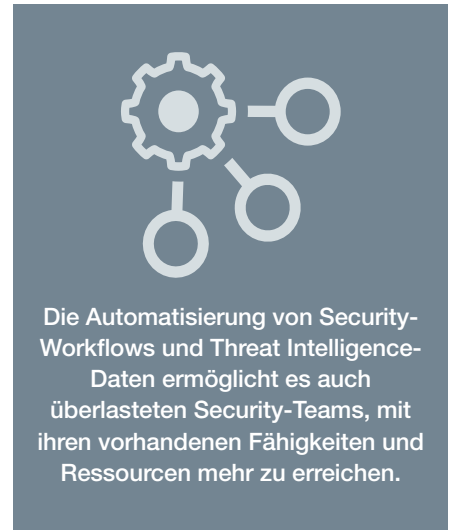 Die Automatisierung von Security-
Workflows und Threat Intelligence-
Daten ermöglicht es auch
überlasteten Security-Teams, mit
ihren vorhandenen Fähigkeiten und
Ressourcen mehr zu erreichen.